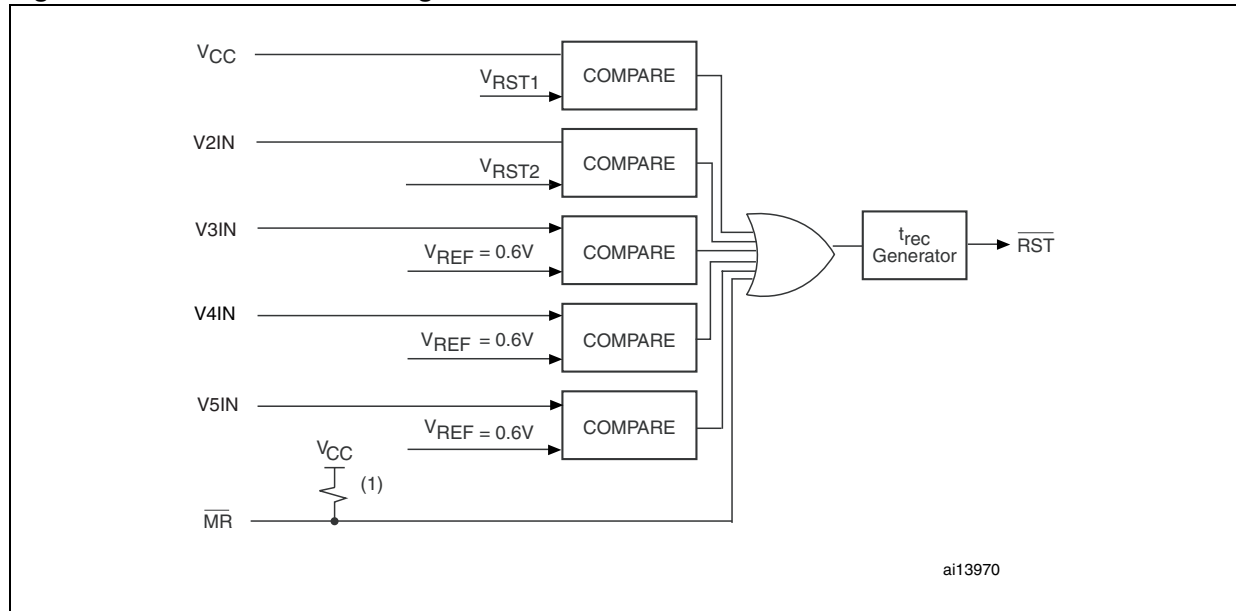 VCC
VRST1
COMPARE
V2IN
VRST2
COMPARE
V3IN
VREF = 0.6V
COMPARE
trec
Generator
RST
V4IN
VREF = 0.6V
COMPARE
V5IN
VREF = 0.6V
COMPARE
VCC
(1)
MR
ai13970